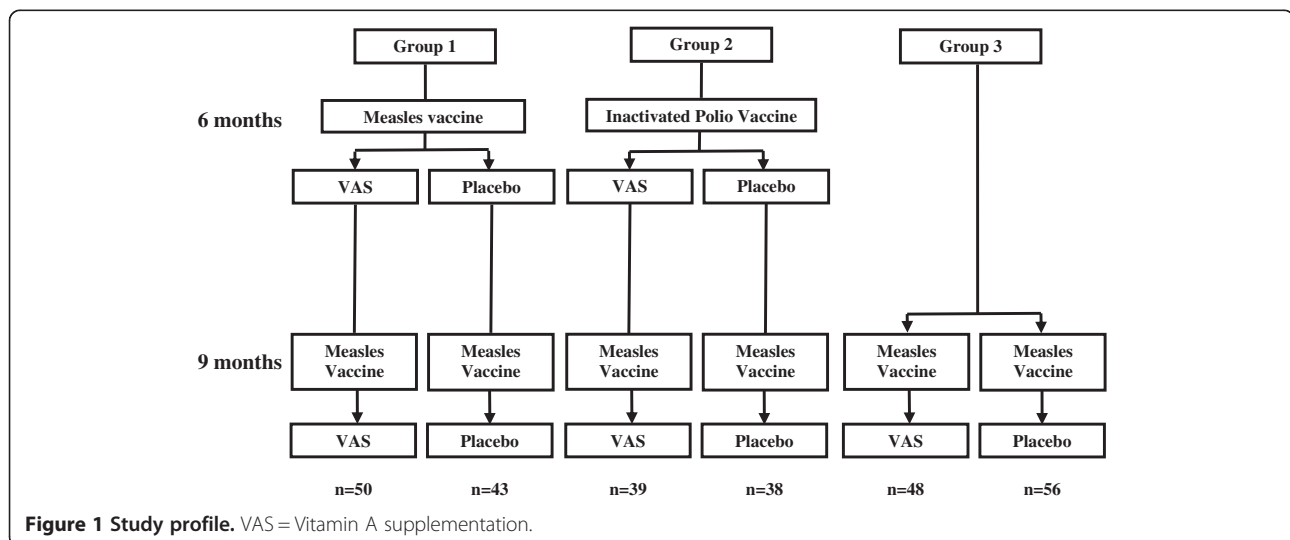 Group 1
Group 2
Group 3
6 months
Measles vaccine
Inactivated Polio Vaccine
VAS
Placebo
VAS
Placebo
9 months
Measles
Vaccine
Measles
Vaccine
Measles
Vaccine
Measles
Vaccine
Measles
Vaccine
Measles
Vaccine
VAS
Placebo
VAS
Placebo
VAS
Placebo
n=50
n=43
n=39
n=38
n=48
n=56
Figure 1 Study profile. VAS = Vitamin A supplementation.